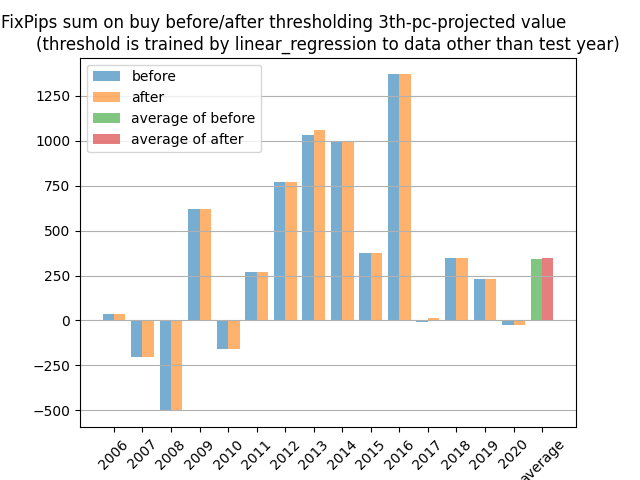 FixPips sum on buy before/after thresholding 3th-pc-projected value
(threshold is trained by linear_regression to data other than test year)
before
after
average of before
average of after
1250
1000
750
500
250
0
−250
−500
2006 2007 2008 2009 2010 2011 2012 2013 2014 2015 2016 2017 2018 2019 2020 average